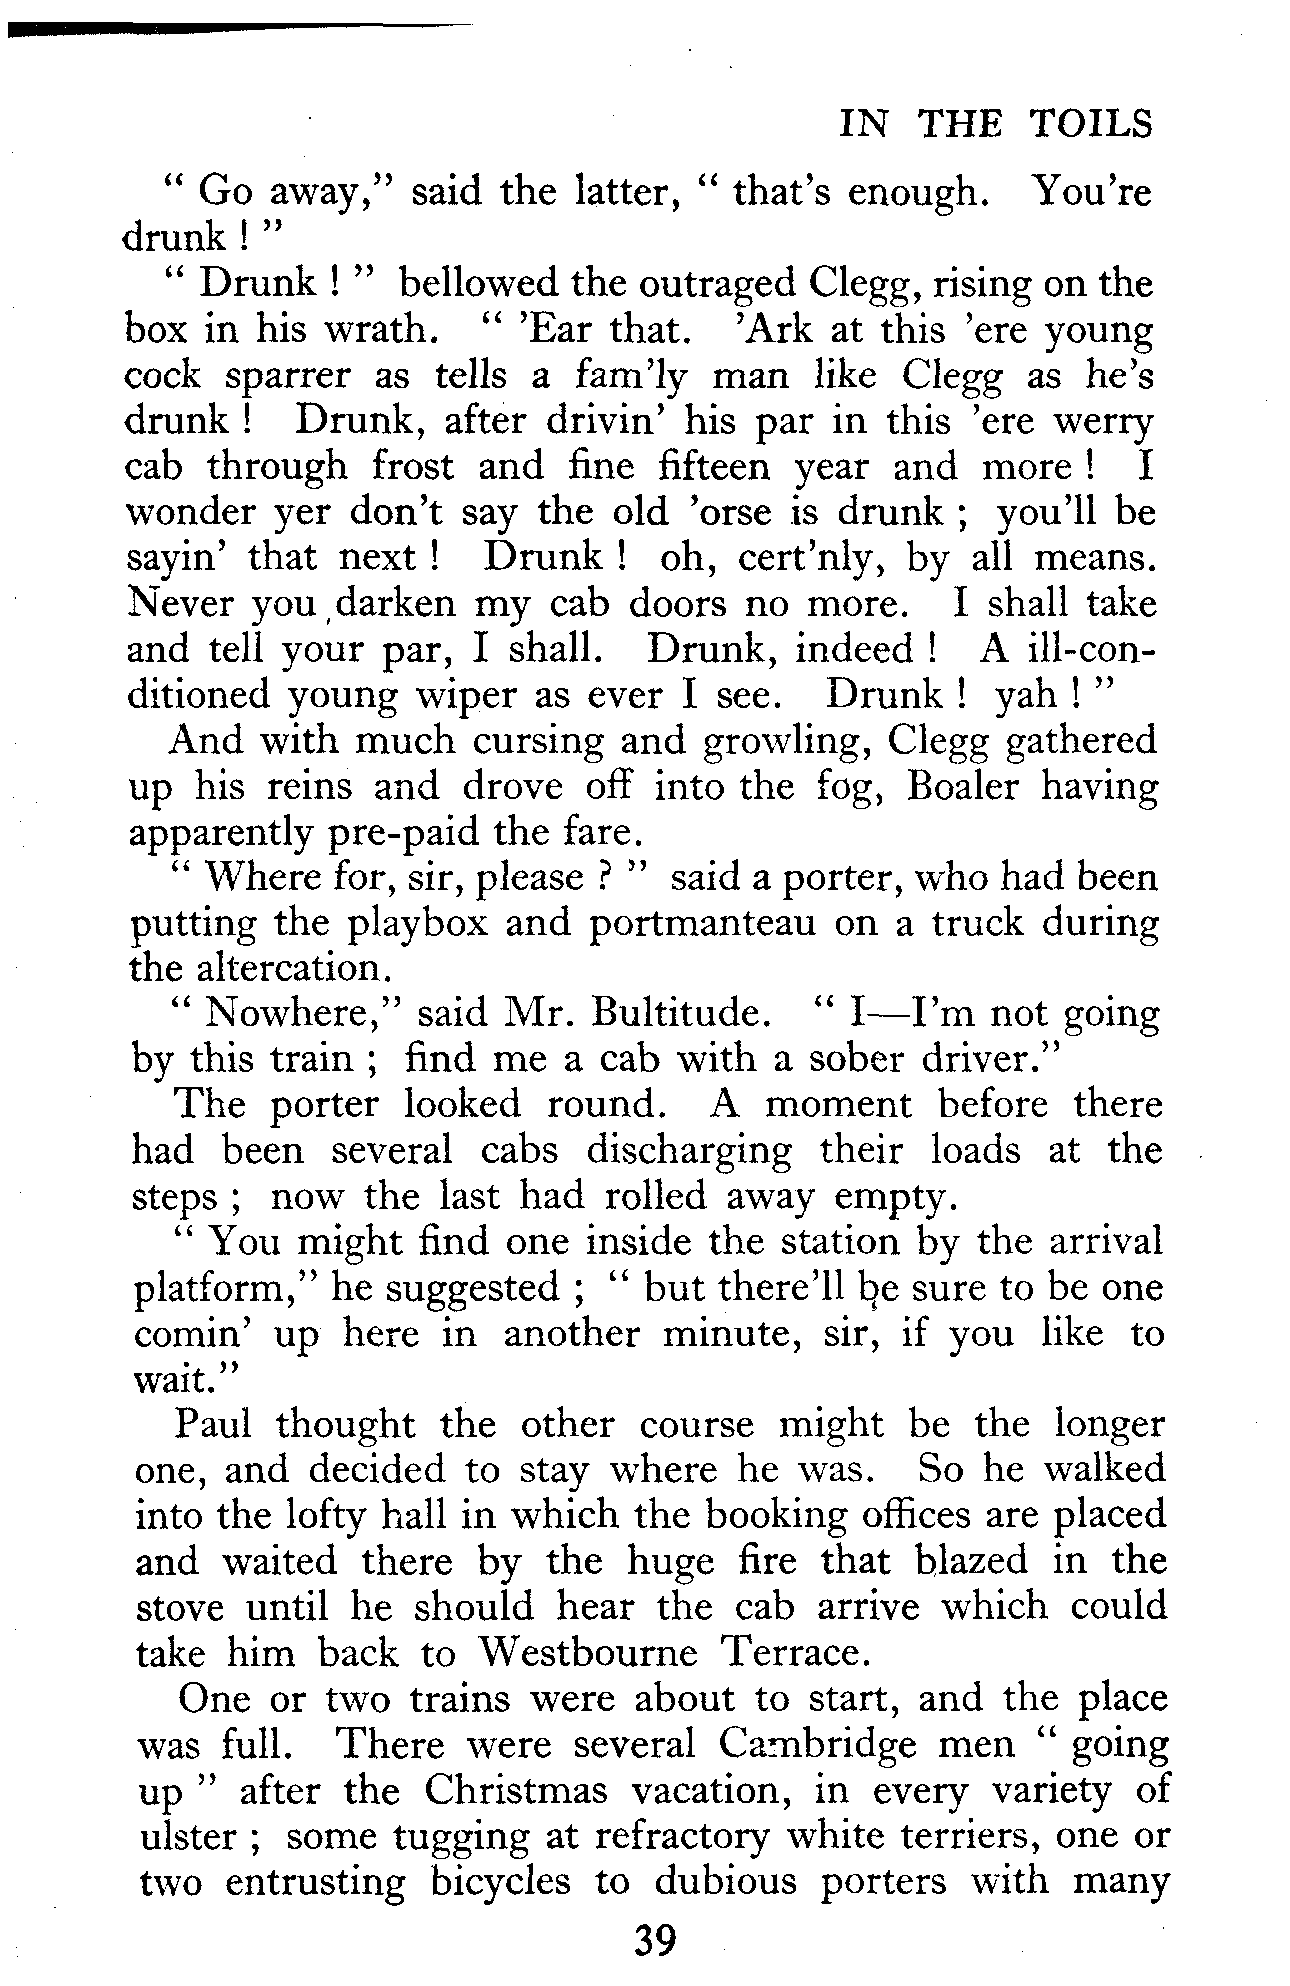 IN THE TOILS
“ Go away,” said the latter, “ that's enough. You're
drunk ! ”
“ Drunk ! ” bellowed the outraged Clegg, rising on the
box in his wrath. “ ’Ear that. ’Ark at this ’ere young
cock sparrer as tells a fam’ly man like Clegg as he's
drunk ! Drunk, after drivin’ his par in this ’ere werry
cab through frost and fine fifteen year and more ! I
wonder yer don't say the old ’orse is drunk ; you'll be
sayin’ that next ! Drunk ! oh, cert’nly, by all means.
Never you darken my cab doors no more. I shall take
and tell your par, I shall. Drunk, indeed ! A ill-con-
ditioned young wiper as ever I see. Drunk ! yah ! ”
And with much cursing and growling, Clegg gathered
up his reins and drove off into the fog, Boaler having
apparently pre-paid the fare.
“ Where for, sir, please ? ” said a porter, who had been
putting the playbox and portmanteau on a truck during
the altercation.
“ Nowhere,” said Mr. Bultitude. “ I—I'm not going
by this train ; find me a cab with a sober driver.”
The porter looked round. A moment before there
had been several cabs discharging their loads at the
steps ; now the last had rolled away empty.
“ You might find one inside the station by the arrival
platform,” he suggested ; “ but there'll be sure to be one
comin’ up here in another minute, sir, if you like to
wait.”
Paul thought the other course might be the longer
one, and decided to stay where he was. So he walked
into the lofty hall in which the booking offices are placed
and waited there by the huge fire that blazed in the
stove until he should hear the cab arrive which could
take him back to Westbourne Terrace.
One or two trains were about to start, and the place
was full. There were several Cambridge men “ going
up ” after the Christmas vacation, in every variety of
ulster ; some tugging at refractory white terriers, one or
two entrusting bicycles to dubious porters with many
39